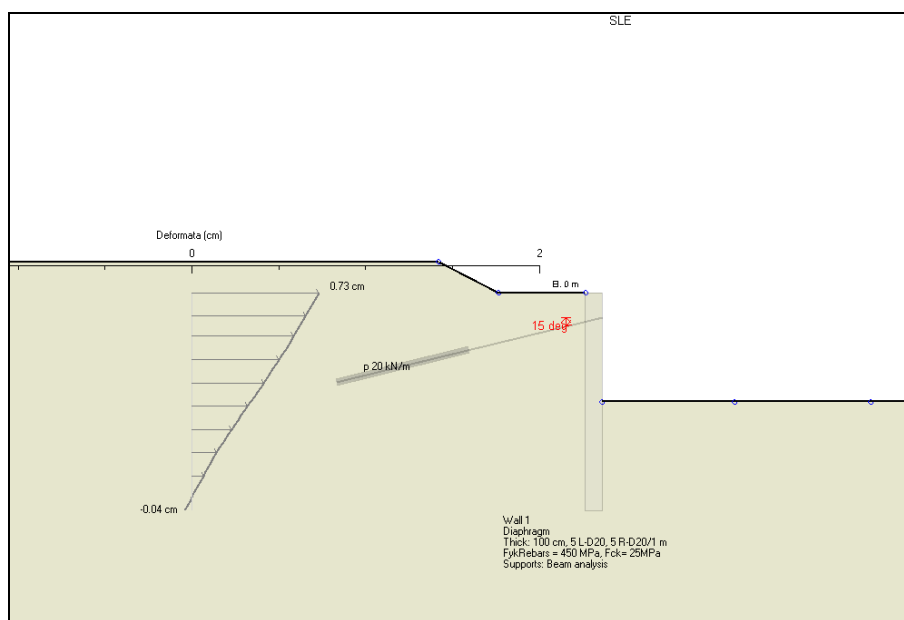 SLE
Deformata (cm)
0
2
El. 0 m
0.73 cm
15 deg
p 20 kN/m
-0.04 cm
Wall 1
Diaphragm
Thick: 100 cm, 5 L-D20, 5 R-D20/1 m
FykRebars = 450 MPa, Fck= 25MPa
Supports: Beam analysis